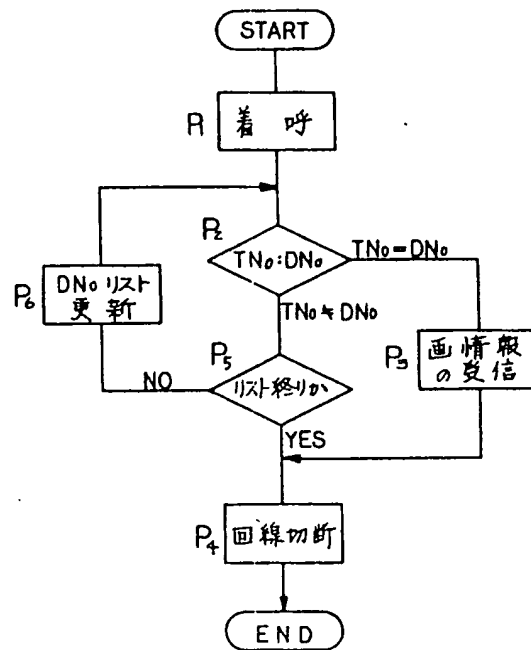 START
P1
着呼
P2
TNo:DNo
TNo=DNo
P6
DNoリスト
更新
TNo≠DNo
P5
P3
画情報
の受信
NO
リスト終りか
YES
P4
回線切断
END